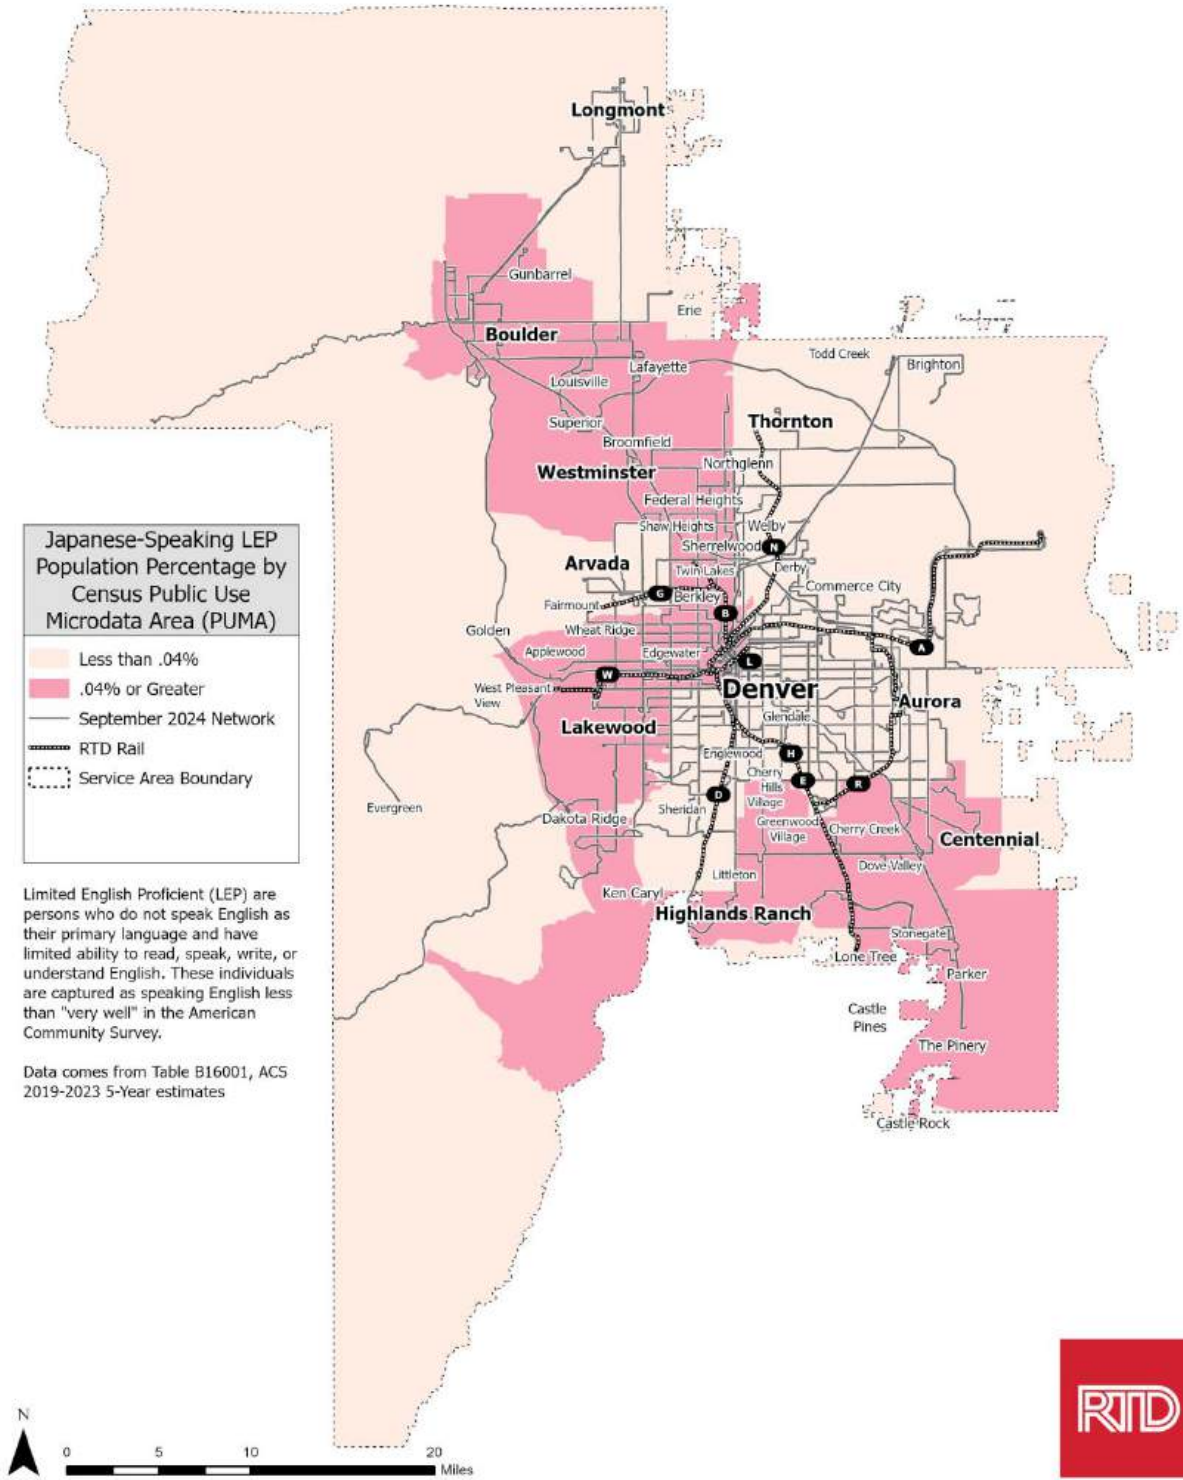 Longmont
Gunbarrel
Erie
Boulder
Todd Creek
Brighton
Lafayette
Louisville
Superior
Thornton
Broomfield
Westminster
Northglenn
Federal Heights
Shaw Heights
Welby
Sherrelwood
N
Arvada
Twin Lakes
Derby
Commerce City
G
Berkley
Fairmount
B
Golden
Wheat Ridge
Applewood
Edgewater
A
L
W
West Pleasant
View
Denver
Aurora
Lakewood
Glendale
Englewood
H
Cherry
Hills
Village
E
R
D
Evergreen
Sheridan
Dakota Ridge
Greenwood
Village
Cherry Creek
Centennial
Dove Valley
Littleton
Ken Caryl
Highlands Ranch
Stonegate
Lone Tree
Parker
Castle
Pines
The Pinery
Castle Rock
Japanese-Speaking LEP
Population Percentage by
Census Public Use
Microdata Area (PUMA)
Less than .04%
.04% or Greater
September 2024 Network
RTD Rail
Service Area Boundary
Limited English Proficient (LEP) are
persons who do not speak English as
their primary language and have
limited ability to read, speak, write, or
understand English. These individuals
are captured as speaking English less
than "very well" in the American
Community Survey.
Data comes from Table B16001, ACS
2019-2023 5-Year estimates
N
0 5 10 20
Miles
RTD